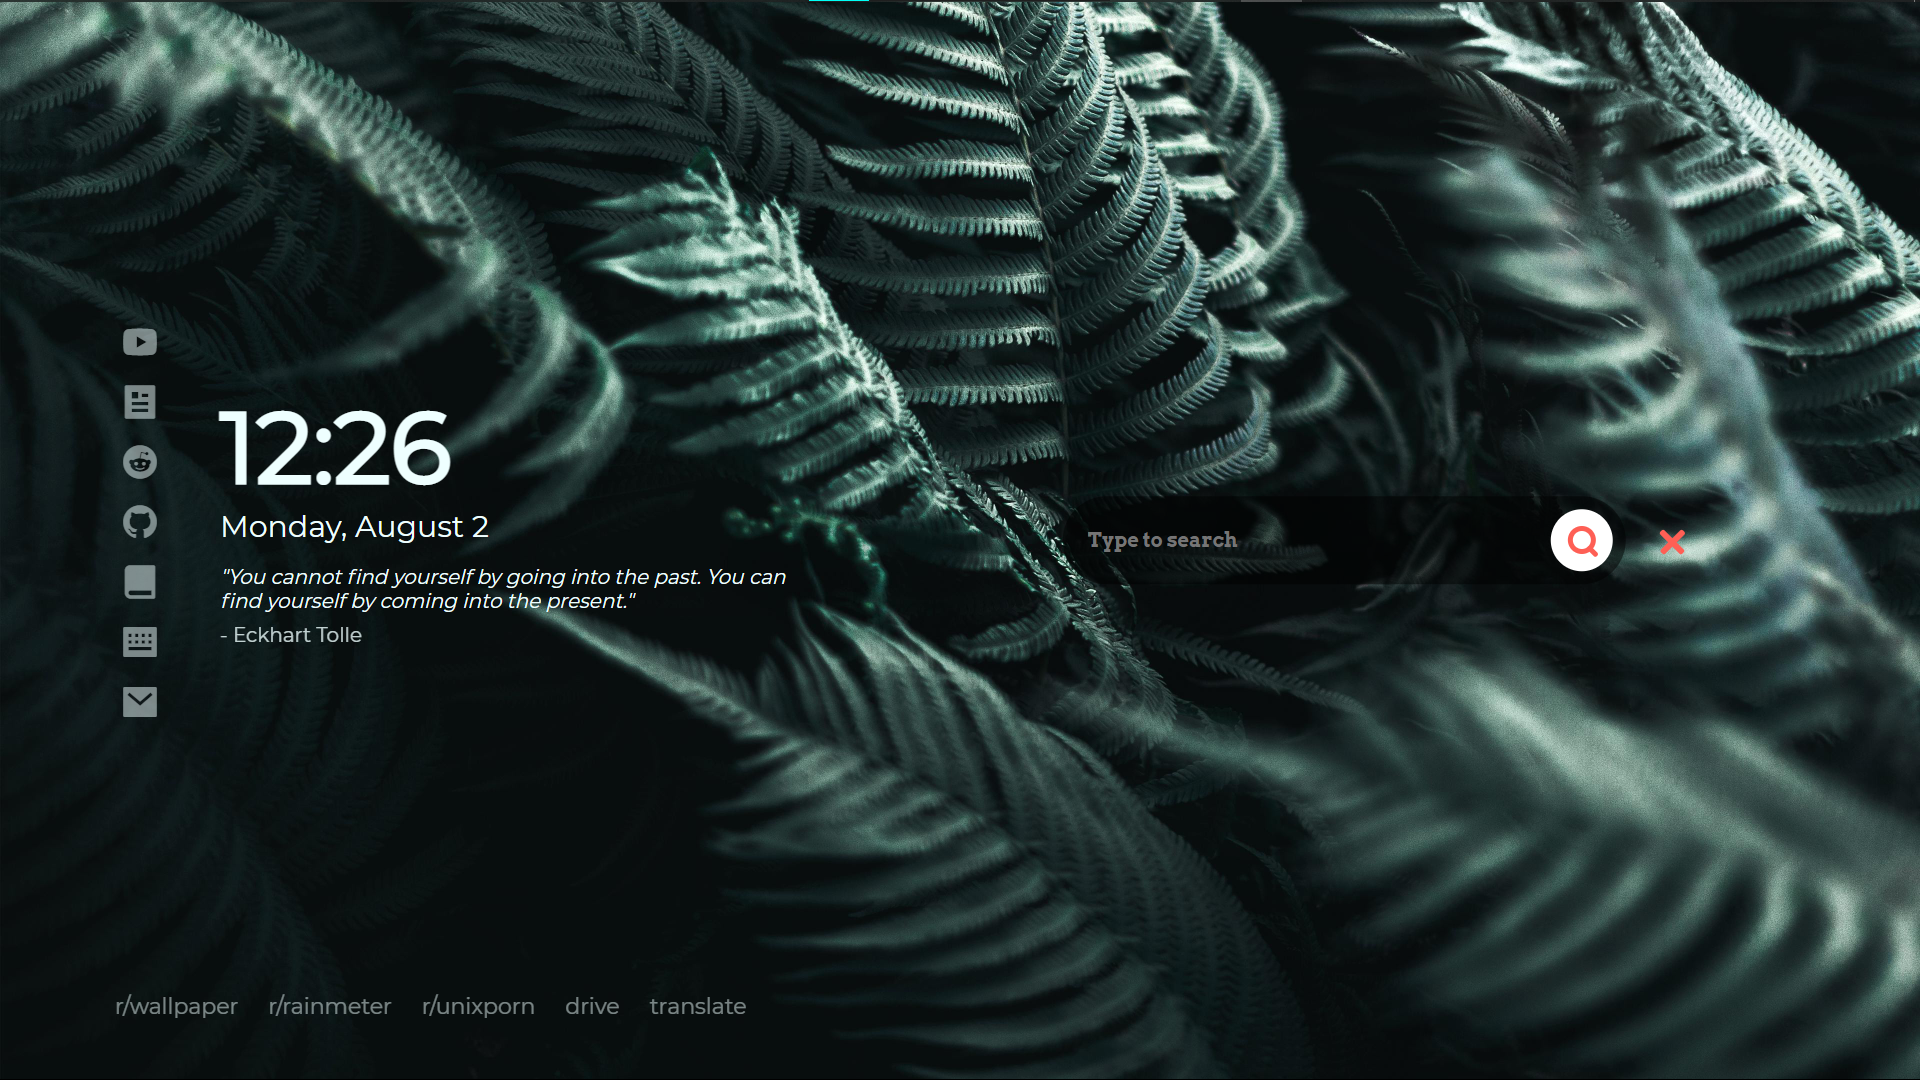 12:26
Monday, August 2
"You cannot find yourself by going into the past. You can
find yourself by coming into the present."
- Eckhart Tolle
Type to search
r/wallpaper r/rainmeter r/unixporn drive translate